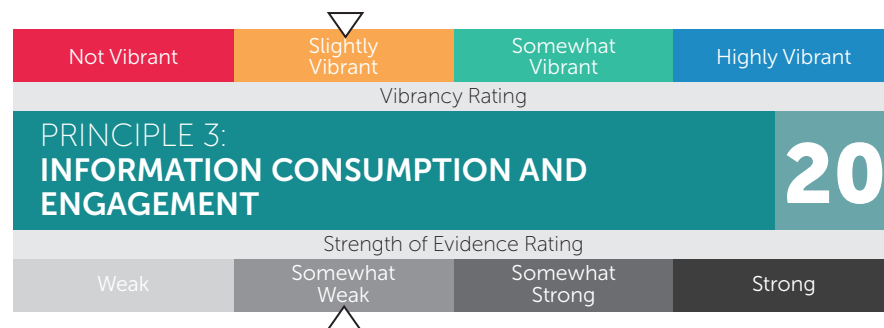 Not Vibrant
Slightly
Vibrant
Somewhat
Vibrant
Highly Vibrant
Vibrancy Rating
PRINCIPLE 3:
INFORMATION CONSUMPTION AND
ENGAGEMENT
20
Strength of Evidence Rating
Weak
Somewhat
Weak
Somewhat
Strong
Strong